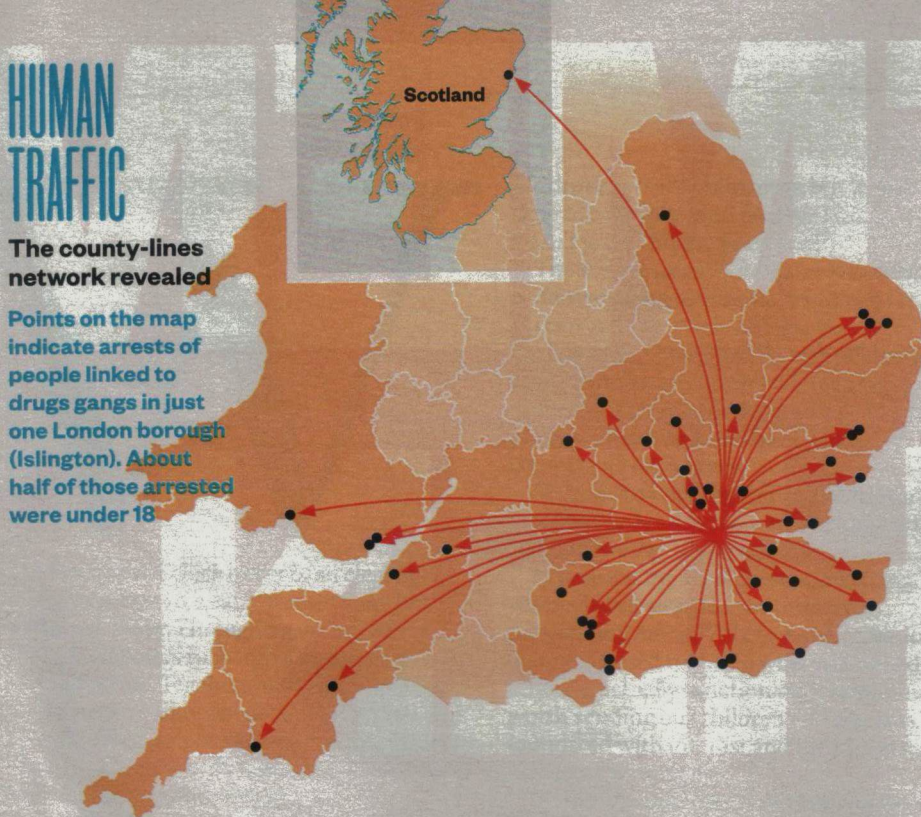 HUMAN
TRAFFIC
The county-lines
network revealed
Points on the map
indicate arrests of
people linked to
drugs gangs in just
one London borough
(Islington). About
half of those arrested
were under 18
Scotland